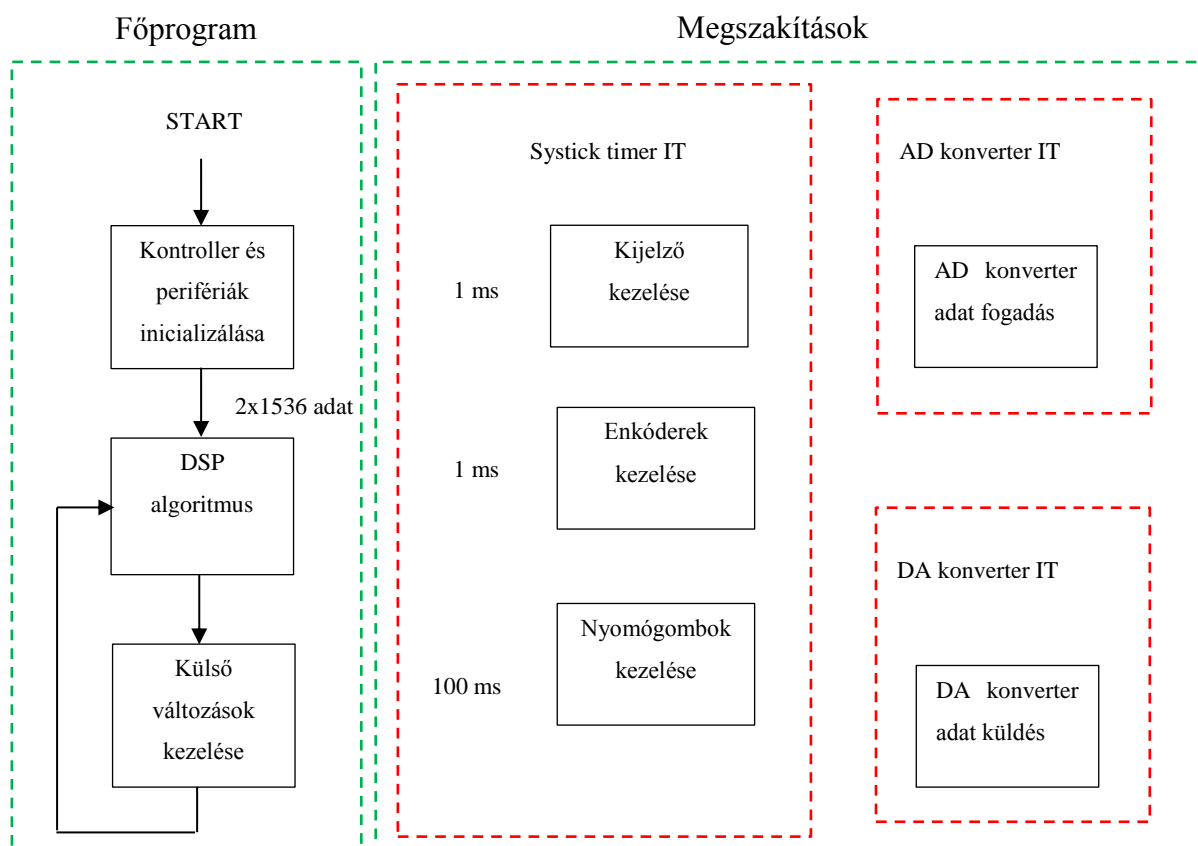 Főprogram
START
Kontroller és
perifériák
inicializálása
2x1536 adat
DSP
algoritmus
Külső
változások
kezelése
Megszakítások
Systick timer IT
1 ms
Kijelző
kezelése
1 ms
Enkóderek
kezelése
100 ms
Nyomógombok
kezelése
AD konverter IT
AD konverter
adat fogadás
DA konverter IT
DA konverter
adat küldés